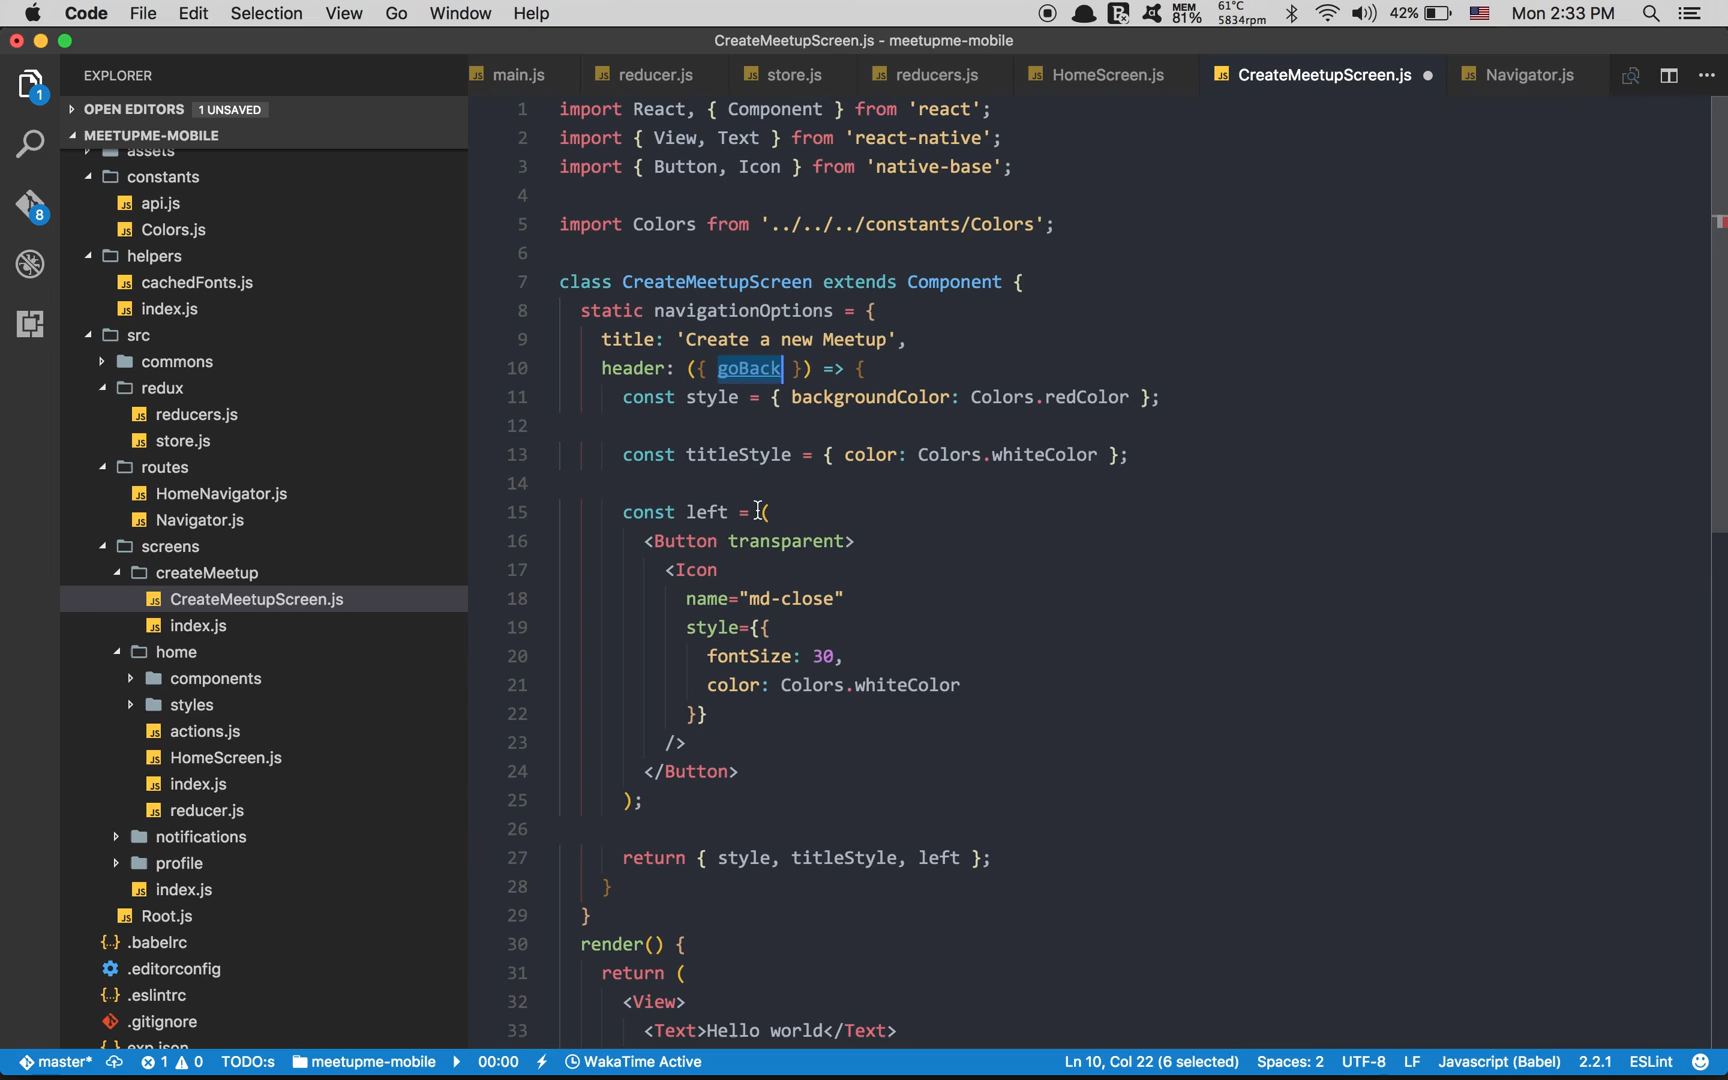 Code File Edit Selection View Go Window Help MEM 81% 61°C 5834rpm 42% Mon 2:33 PM
CreateMeetupScreen.js - meetupme-mobile
1
EXPLORER
main.js reducer.js store.js reducers.js HomeScreen.js CreateMeetupScreen.js Navigator.js
OPEN EDITORS 1 UNSAVED
MEETUPME-MOBILE
assets
constants
api.js
8
Colors.js
helpers
cachedFonts.js
index.js
src
commons
redux
reducers.js
store.js
routes
HomeNavigator.js
Navigator.js
screens
createMeetup
CreateMeetupScreen.js
index.js
home
components
styles
actions.js
HomeScreen.js
index.js
reducer.js
notifications
profile
index.js
Root.js
.babelrc
.editorconfig
.eslintrc
.gitignore
exp.json
1 import React, { Component } from 'react';
2 import { View, Text } from 'react-native';
3 import { Button, Icon } from 'native-base';
4
5 import Colors from '../../../constants/Colors';
6
7 class CreateMeetupScreen extends Component {
8 static navigationOptions = {
9 title: 'Create a new Meetup',
10 header: ({ goBack }) => {
11 const style = { backgroundColor: Colors.redColor };
12
13 const titleStyle = { color: Colors.whiteColor };
14
15 const left = (
16 <Button transparent>
17 <Icon
18 name="md-close"
19 style={{
20 fontSize: 30,
21 color: Colors.whiteColor
22 }}
23 />
24 </Button>
25 );
26
27 return { style, titleStyle, left };
28 }
29 }
30 render() {
31 return (
32 <View>
33 <Text>Hello world</Text>
master* 1 0 TODO:s meetupme-mobile 00:00 WakaTime Active Ln 10, Col 22 (6 selected) Spaces: 2 UTF-8 LF Javascript (Babel) 2.2.1 ESLint